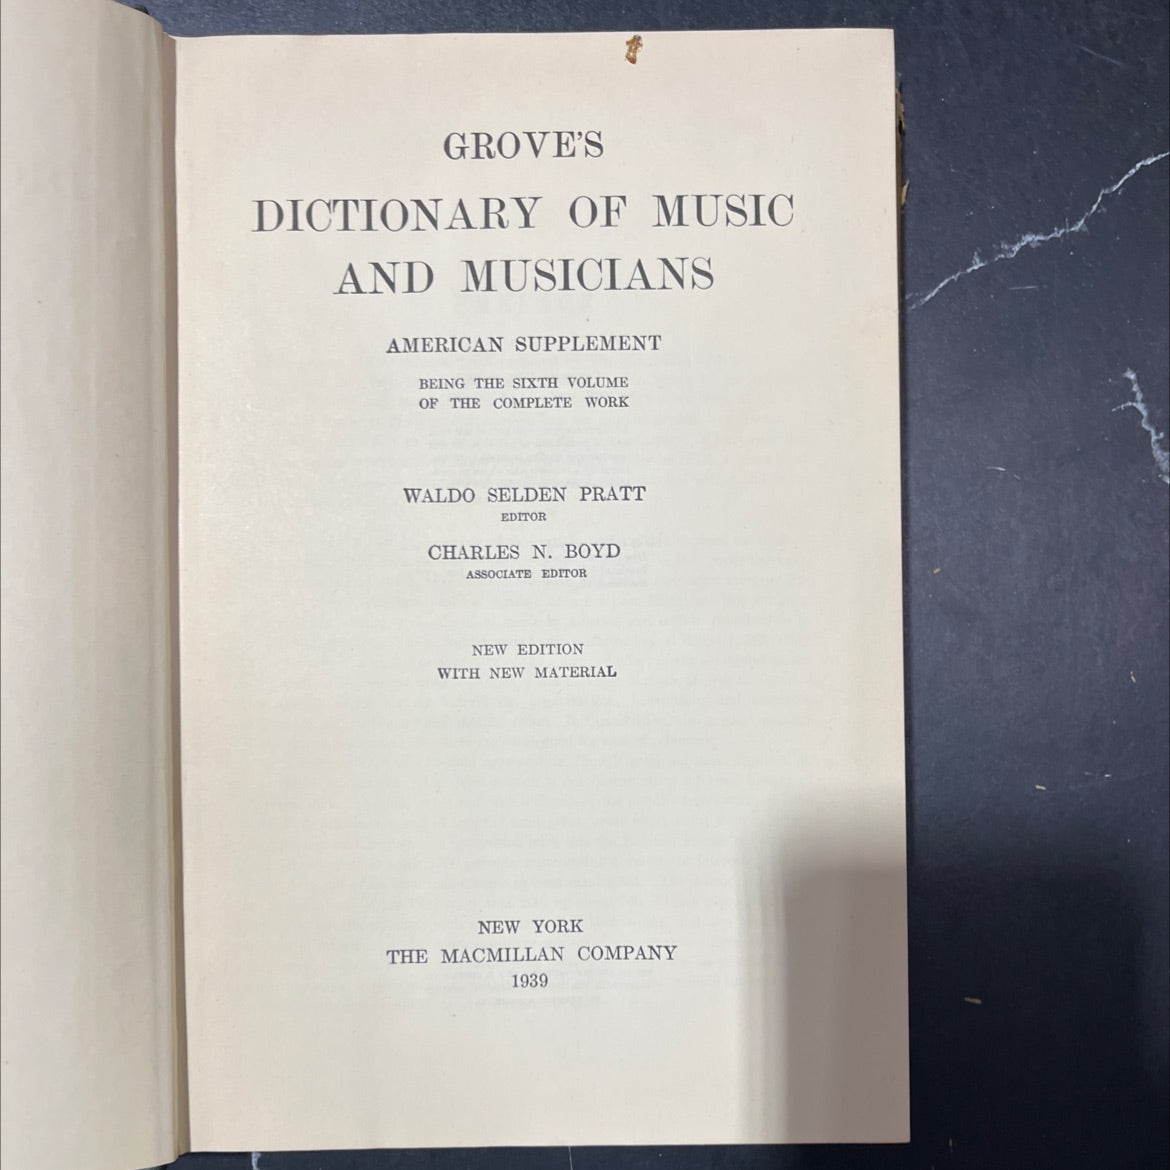 GROVE'S
DICTIONARY OF MUSIC
AND MUSICIANS
AMERICAN SUPPLEMENT
BEING THE SIXTH VOLUME
OF THE COMPLETE WORK
WALDO SELDEN PRATT
EDITOR
CHARLES N. BOYD
ASSOCIATE EDITOR
NEW EDITION
WITH NEW MATERIAL
NEW YORK
THE MACMILLAN COMPANY
1939